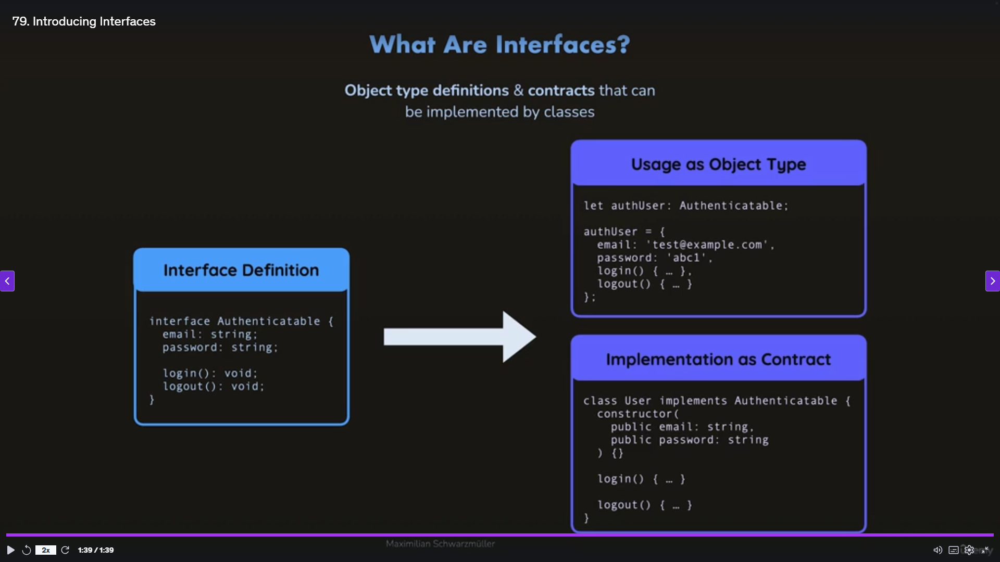 79. Introducing Interfaces
What Are Interfaces?
Object type definitions & contracts that can
be implemented by classes
Interface Definition
interface Authenticatable {
  email: string;
  password: string;

  login(): void;
  logout(): void;
}
Usage as Object Type
let authUser: Authenticatable;

authUser = {
  email: 'test@example.com',
  password: 'abc1',
  login() { … },
  logout() { … }
};
Implementation as Contract
class User implements Authenticatable {
  constructor(
    public email: string,
    public password: string
  ) {}

  login() { … }

  logout() { … }
}
Maximilian Schwarzmüller
2x
1:39 / 1:39